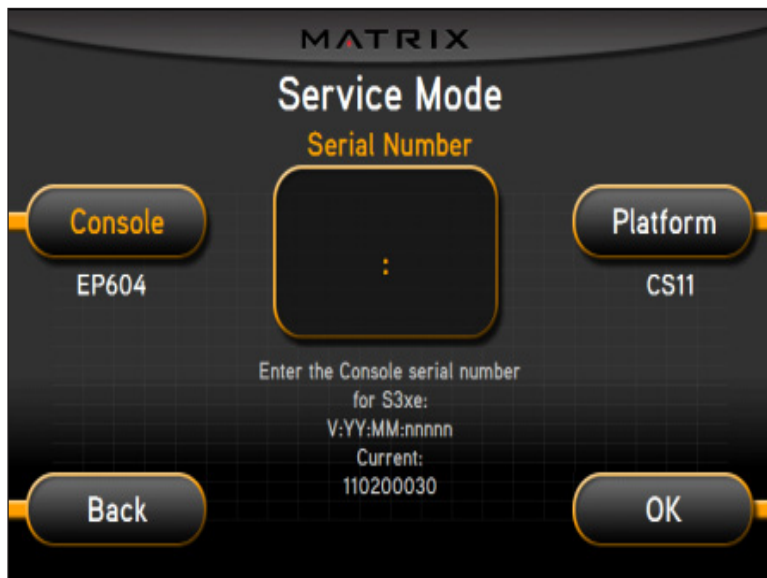 MATRIX
Service Mode
Serial Number
Console
EP604
:
Platform
CS11
Enter the Console serial number
for S3xe:
V:YY:MM:nnnnn
Current:
110200030
Back
OK